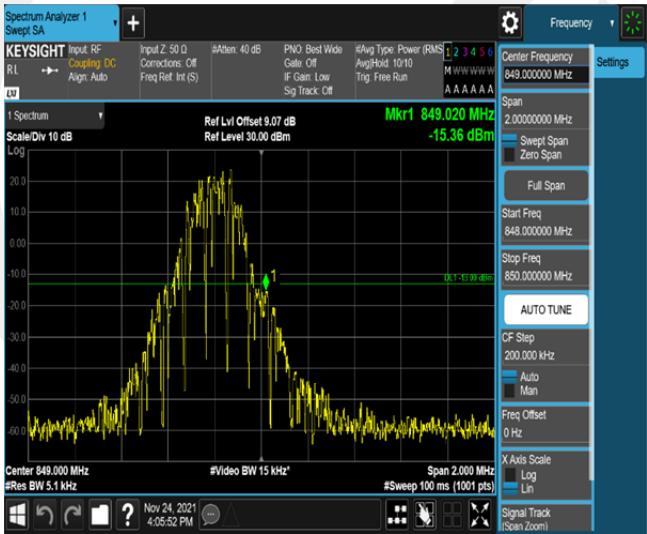 Spectrum Analyzer 1
Swept SA
Frequency
KEYSIGHT
RL
LXI
Input: RF
Coupling: DC
Align: Auto
Input Z: 50 Ω
Corrections: Off
Freq Ref: Int (S)
#Atten: 40 dB
PNO: Best Wide
Gate: Off
IF Gain: Low
Sig Track: Off
#Avg Type: Power (RMS
Avg|Hold: 10/10
Trig: Free Run
1 2 3 4 5 6
M W W W W W
A A A A A A
1 Spectrum
Scale/Div 10 dB
Log
Ref Lvl Offset 9.07 dB
Ref Level 30.00 dBm
Mkr1 849.020 MHz
-15.36 dBm
20.0
10.0
0.00
-10.0
-20.0
-30.0
-40.0
-50.0
-60.0
1
DL1 -13.00 dBm
Center 849.000 MHz
#Res BW 5.1 kHz
#Video BW 15 kHz*
Span 2.000 MHz
#Sweep 100 ms (1001 pts)
Nov 24, 2021
4:05:52 PM
Center Frequency
849.000000 MHz
Span
2.00000000 MHz
Swept Span
Zero Span
Full Span
Start Freq
848.000000 MHz
Stop Freq
850.000000 MHz
AUTO TUNE
CF Step
200.000 kHz
Auto
Man
Freq Offset
0 Hz
X Axis Scale
Log
Lin
Signal Track
(Span Zoom)
Settings